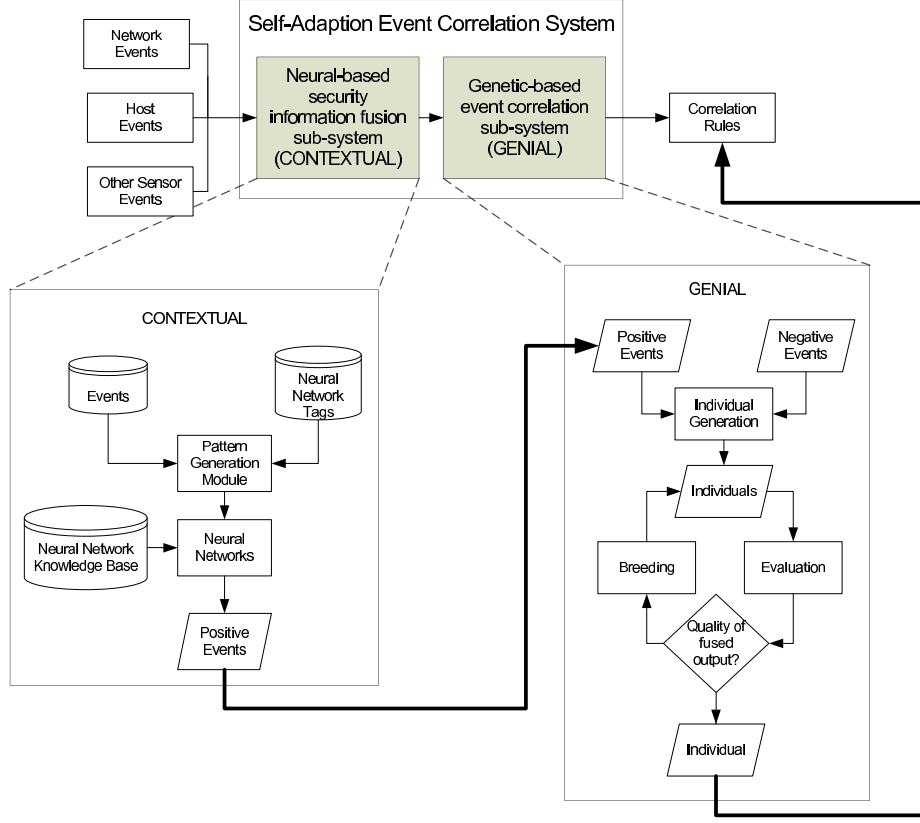 Self-Adaption Event Correlation System
Network
Events
Host
Events
Other Sensor
Events
Neural-based
security
information fusion
sub-system
(CONTEXTUAL)
Genetic-based
event correlation
sub-system
(GENIAL)
Correlation
Rules
CONTEXTUAL
Events
Neural
Network
Tags
Pattern
Generation
Module
Neural Network
Knowledge Base
Neural
Networks
Positive
Events
GENIAL
Positive
Events
Negative
Events
Individual
Generation
Individuals
Breeding
Evaluation
Quality of
fused
output?
Individual